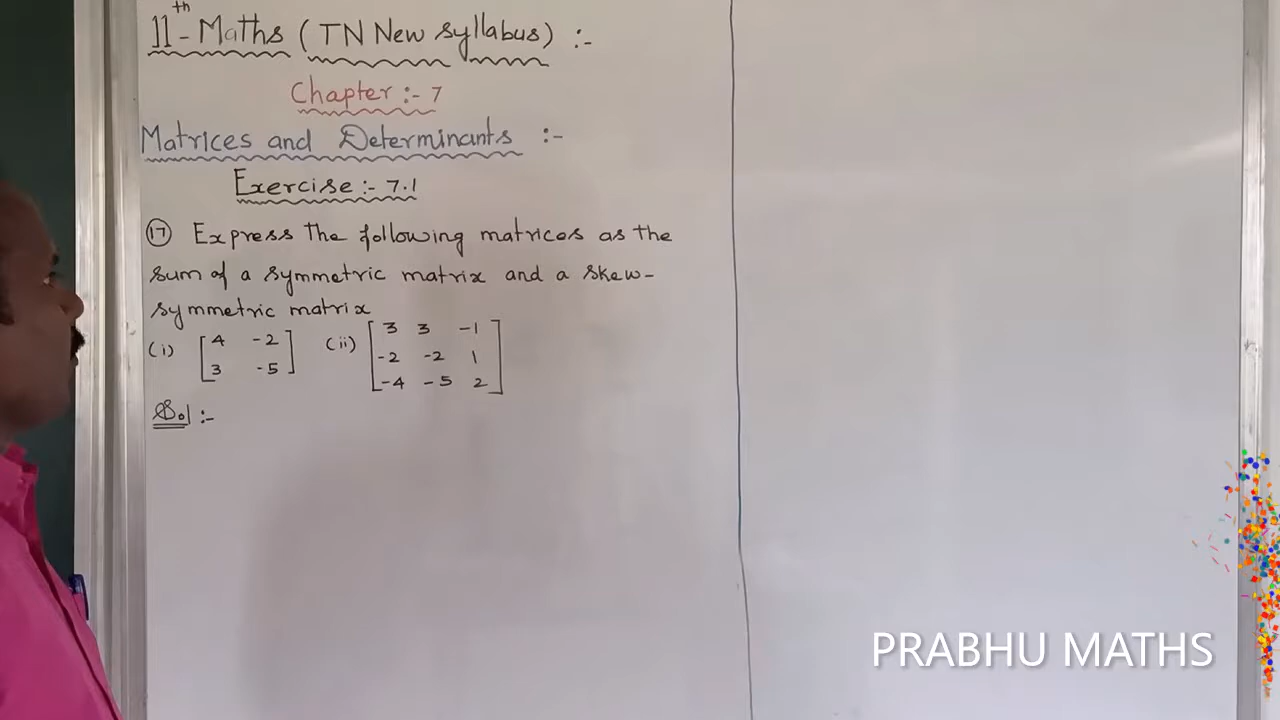 11th - Maths ( TN New syllabus) :-
Chapter :- 7
Matrices and Determinants :-
Exercise :- 7.1
17 Express the following matrices as the
sum of a symmetric matrix and a skew-
symmetric matrix
(i) [ 4 -2
3 -5 ]
(ii) [ 3 3 -1
-2 -2 1
-4 -5 2 ]
Sol :-
PRABHU MATHS